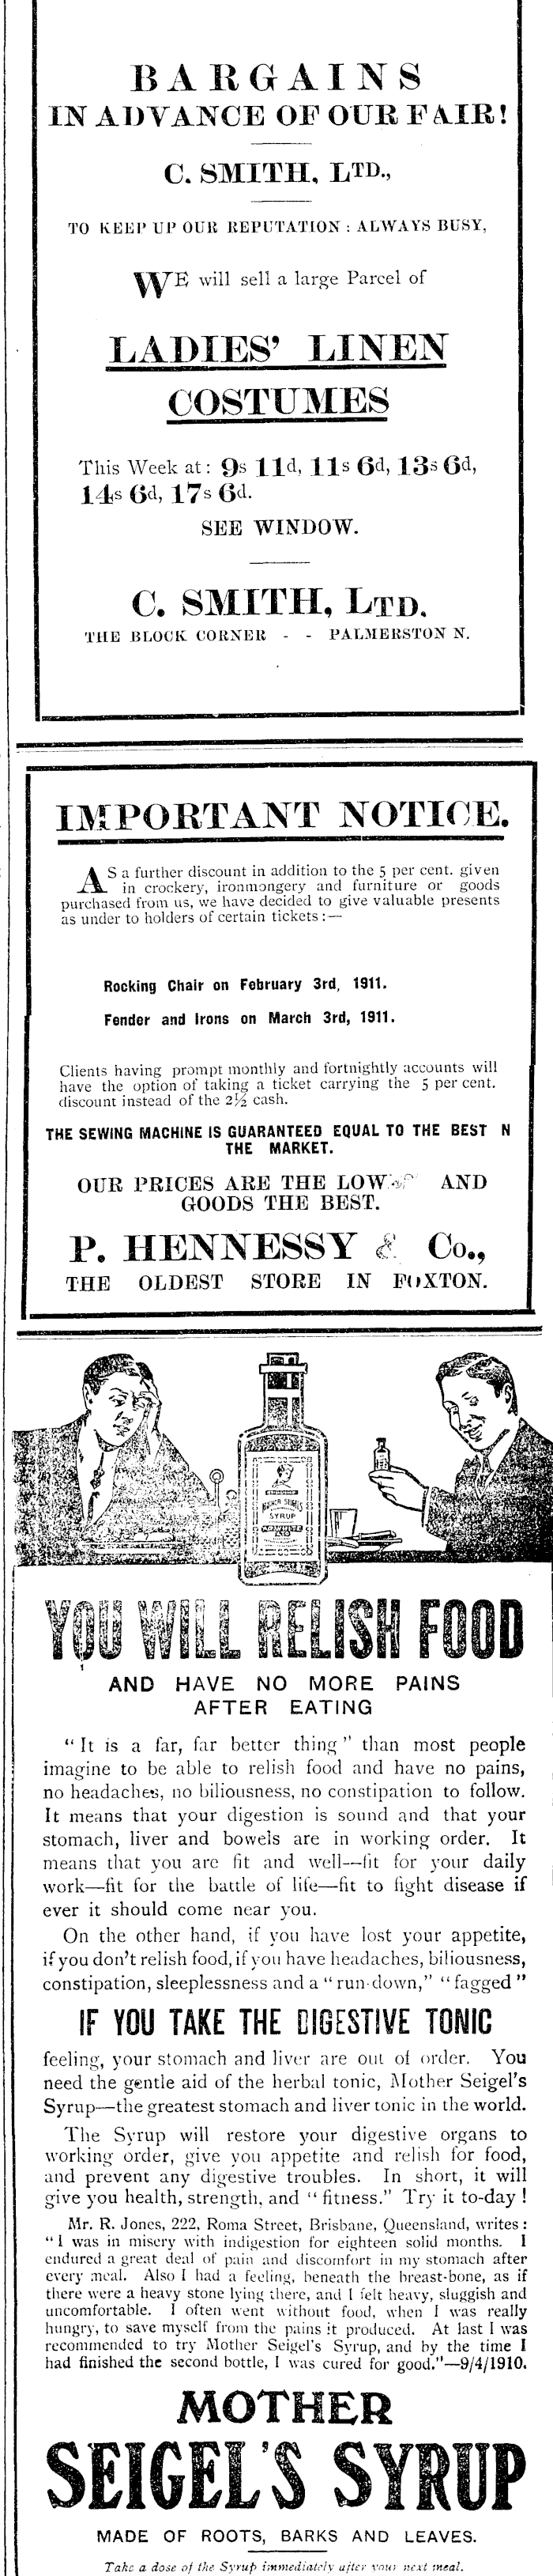 BARGAINS
IN ADVANCE OF OUR FAIR!
C. SMITH, LTD.,
TO KEEP UP OUR REPUTATION : ALWAYS BUSY,
WE will sell a large Parcel of
LADIES' LINEN
COSTUMES
This Week at: 9s 11d, 11s 6d, 13s 6d,
14s 6d, 17s 6d.
SEE WINDOW.
C. SMITH, LTD.
THE BLOCK CORNER - - PALMERSTON N.
IMPORTANT NOTICE.
AS a further discount in addition to the 5 per cent. given
in crockery, ironmongery and furniture or goods
purchased from us, we have decided to give valuable presents
as under to holders of certain tickets :—
Rocking Chair on February 3rd, 1911.
Fender and Irons on March 3rd, 1911.
Clients having prompt monthly and fortnightly accounts will
have the option of taking a ticket carrying the 5 per cent.
discount instead of the 2½ cash.
THE SEWING MACHINE IS GUARANTEED EQUAL TO THE BEST N
THE MARKET.
OUR PRICES ARE THE LOW AND
GOODS THE BEST.
P. HENNESSY & Co.,
THE OLDEST STORE IN FOXTON.
MOTHER SEIGEL'S
SYRUP
YOU WILL RELISH FOOD
AND HAVE NO MORE PAINS
AFTER EATING
"It is a far, far better thing" than most people
imagine to be able to relish food and have no pains,
no headaches, no biliousness, no constipation to follow.
It means that your digestion is sound and that your
stomach, liver and bowels are in working order. It
means that you are fit and well—fit for your daily
work—fit for the battle of life—fit to fight disease if
ever it should come near you.
On the other hand, if you have lost your appetite,
if you don't relish food, if you have headaches, biliousness,
constipation, sleeplessness and a "run-down," "fagged"
IF YOU TAKE THE DIGESTIVE TONIC
feeling, your stomach and liver are out of order. You
need the gentle aid of the herbal tonic, Mother Seigel's
Syrup—the greatest stomach and liver tonic in the world.
The Syrup will restore your digestive organs to
working order, give you appetite and relish for food,
and prevent any digestive troubles. In short, it will
give you health, strength, and "fitness." Try it to-day !
Mr. R. Jones, 222, Roma Street, Brisbane, Queensland, writes :
"I was in misery with indigestion for eighteen solid months. I
endured a great deal of pain and discomfort in my stomach after
every meal. Also I had a feeling, beneath the breast-bone, as if
there were a heavy stone lying there, and I felt heavy, sluggish and
uncomfortable. I often went without food, when I was really
hungry, to save myself from the pains it produced. At last I was
recommended to try Mother Seigel's Syrup, and by the time I
had finished the second bottle, I was cured for good."—9/4/1910.
MOTHER
SEIGEL'S SYRUP
MADE OF ROOTS, BARKS AND LEAVES.
Take a dose of the Syrup immediately after your next meal.